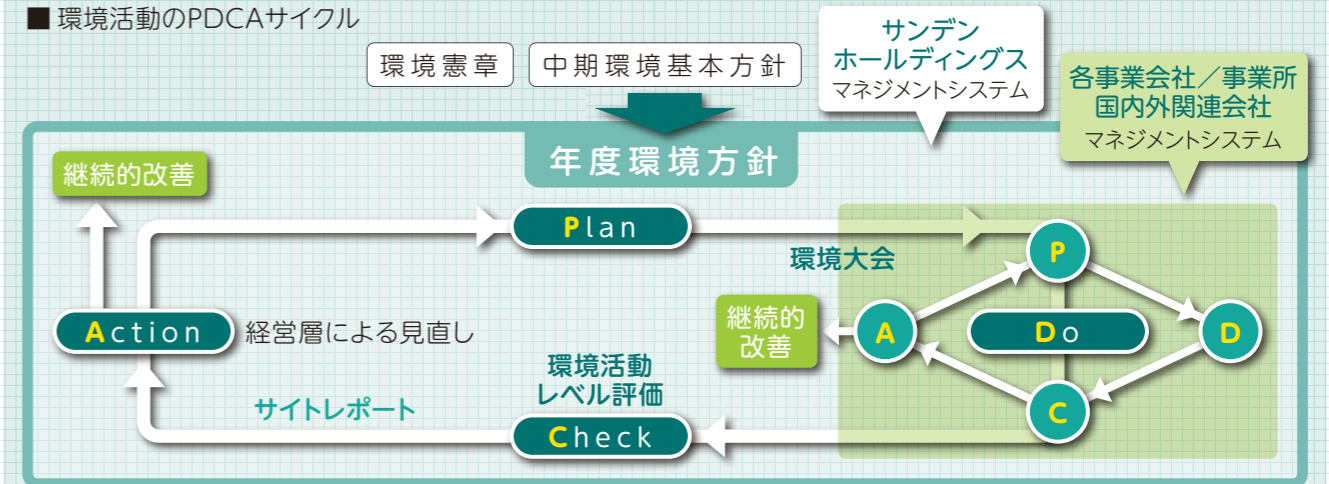 ■ 環境活動のPDCAサイクル
環境憲章
中期環境基本方針
サンデン
ホールディングス
マネジメントシステム
各事業会社／事業所
国内外関連会社
マネジメントシステム
年度環境方針
継続的改善
Plan
環境大会
P
継続的
改善
A
Do
D
C
Action
経営層による見直し
環境活動
レベル評価
サイトレポート
Check